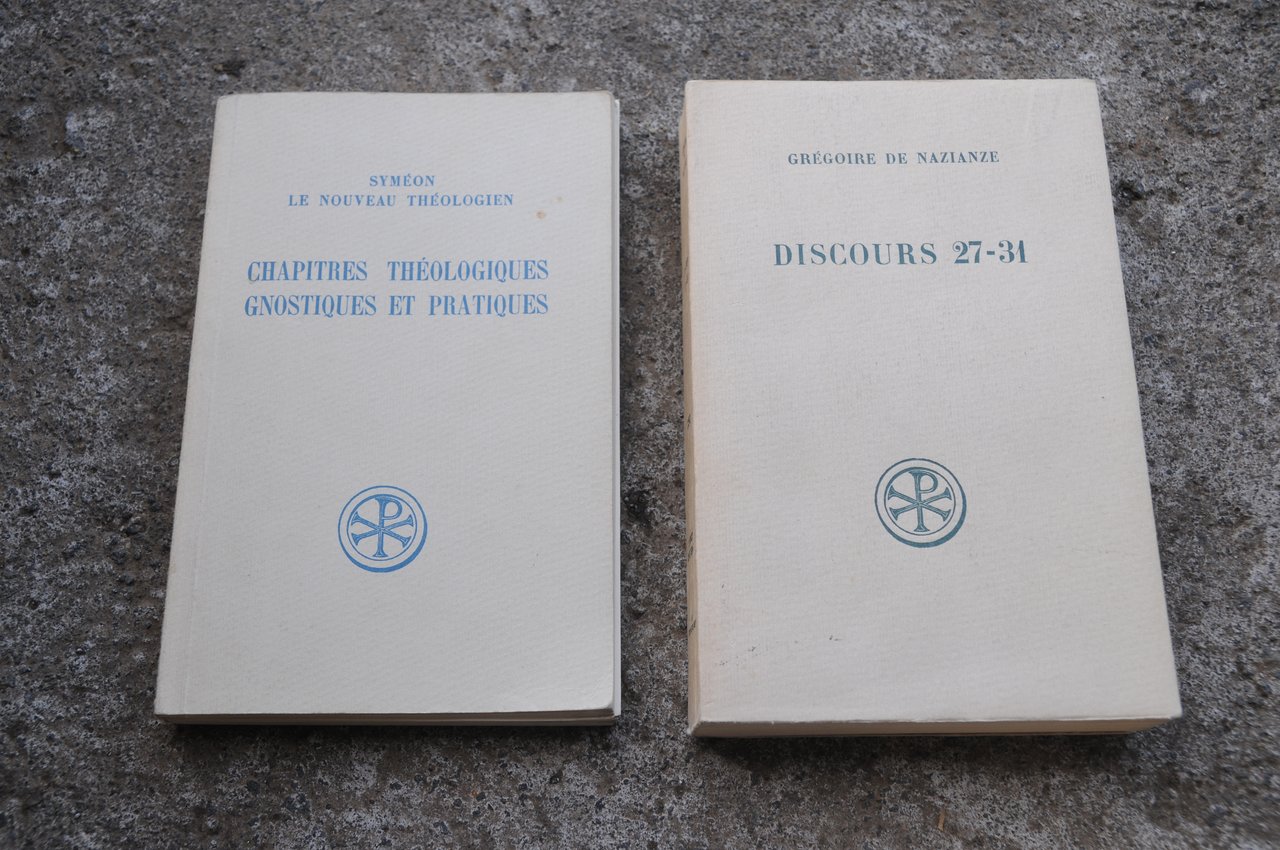 SYMÉON
LE NOUVEAU THÉOLOGIEN
CHAPITRES THÉOLOGIQUES
GNOSTIQUES ET PRATIQUES
GRÉGOIRE DE NAZIANZE
DISCOURS 27-31